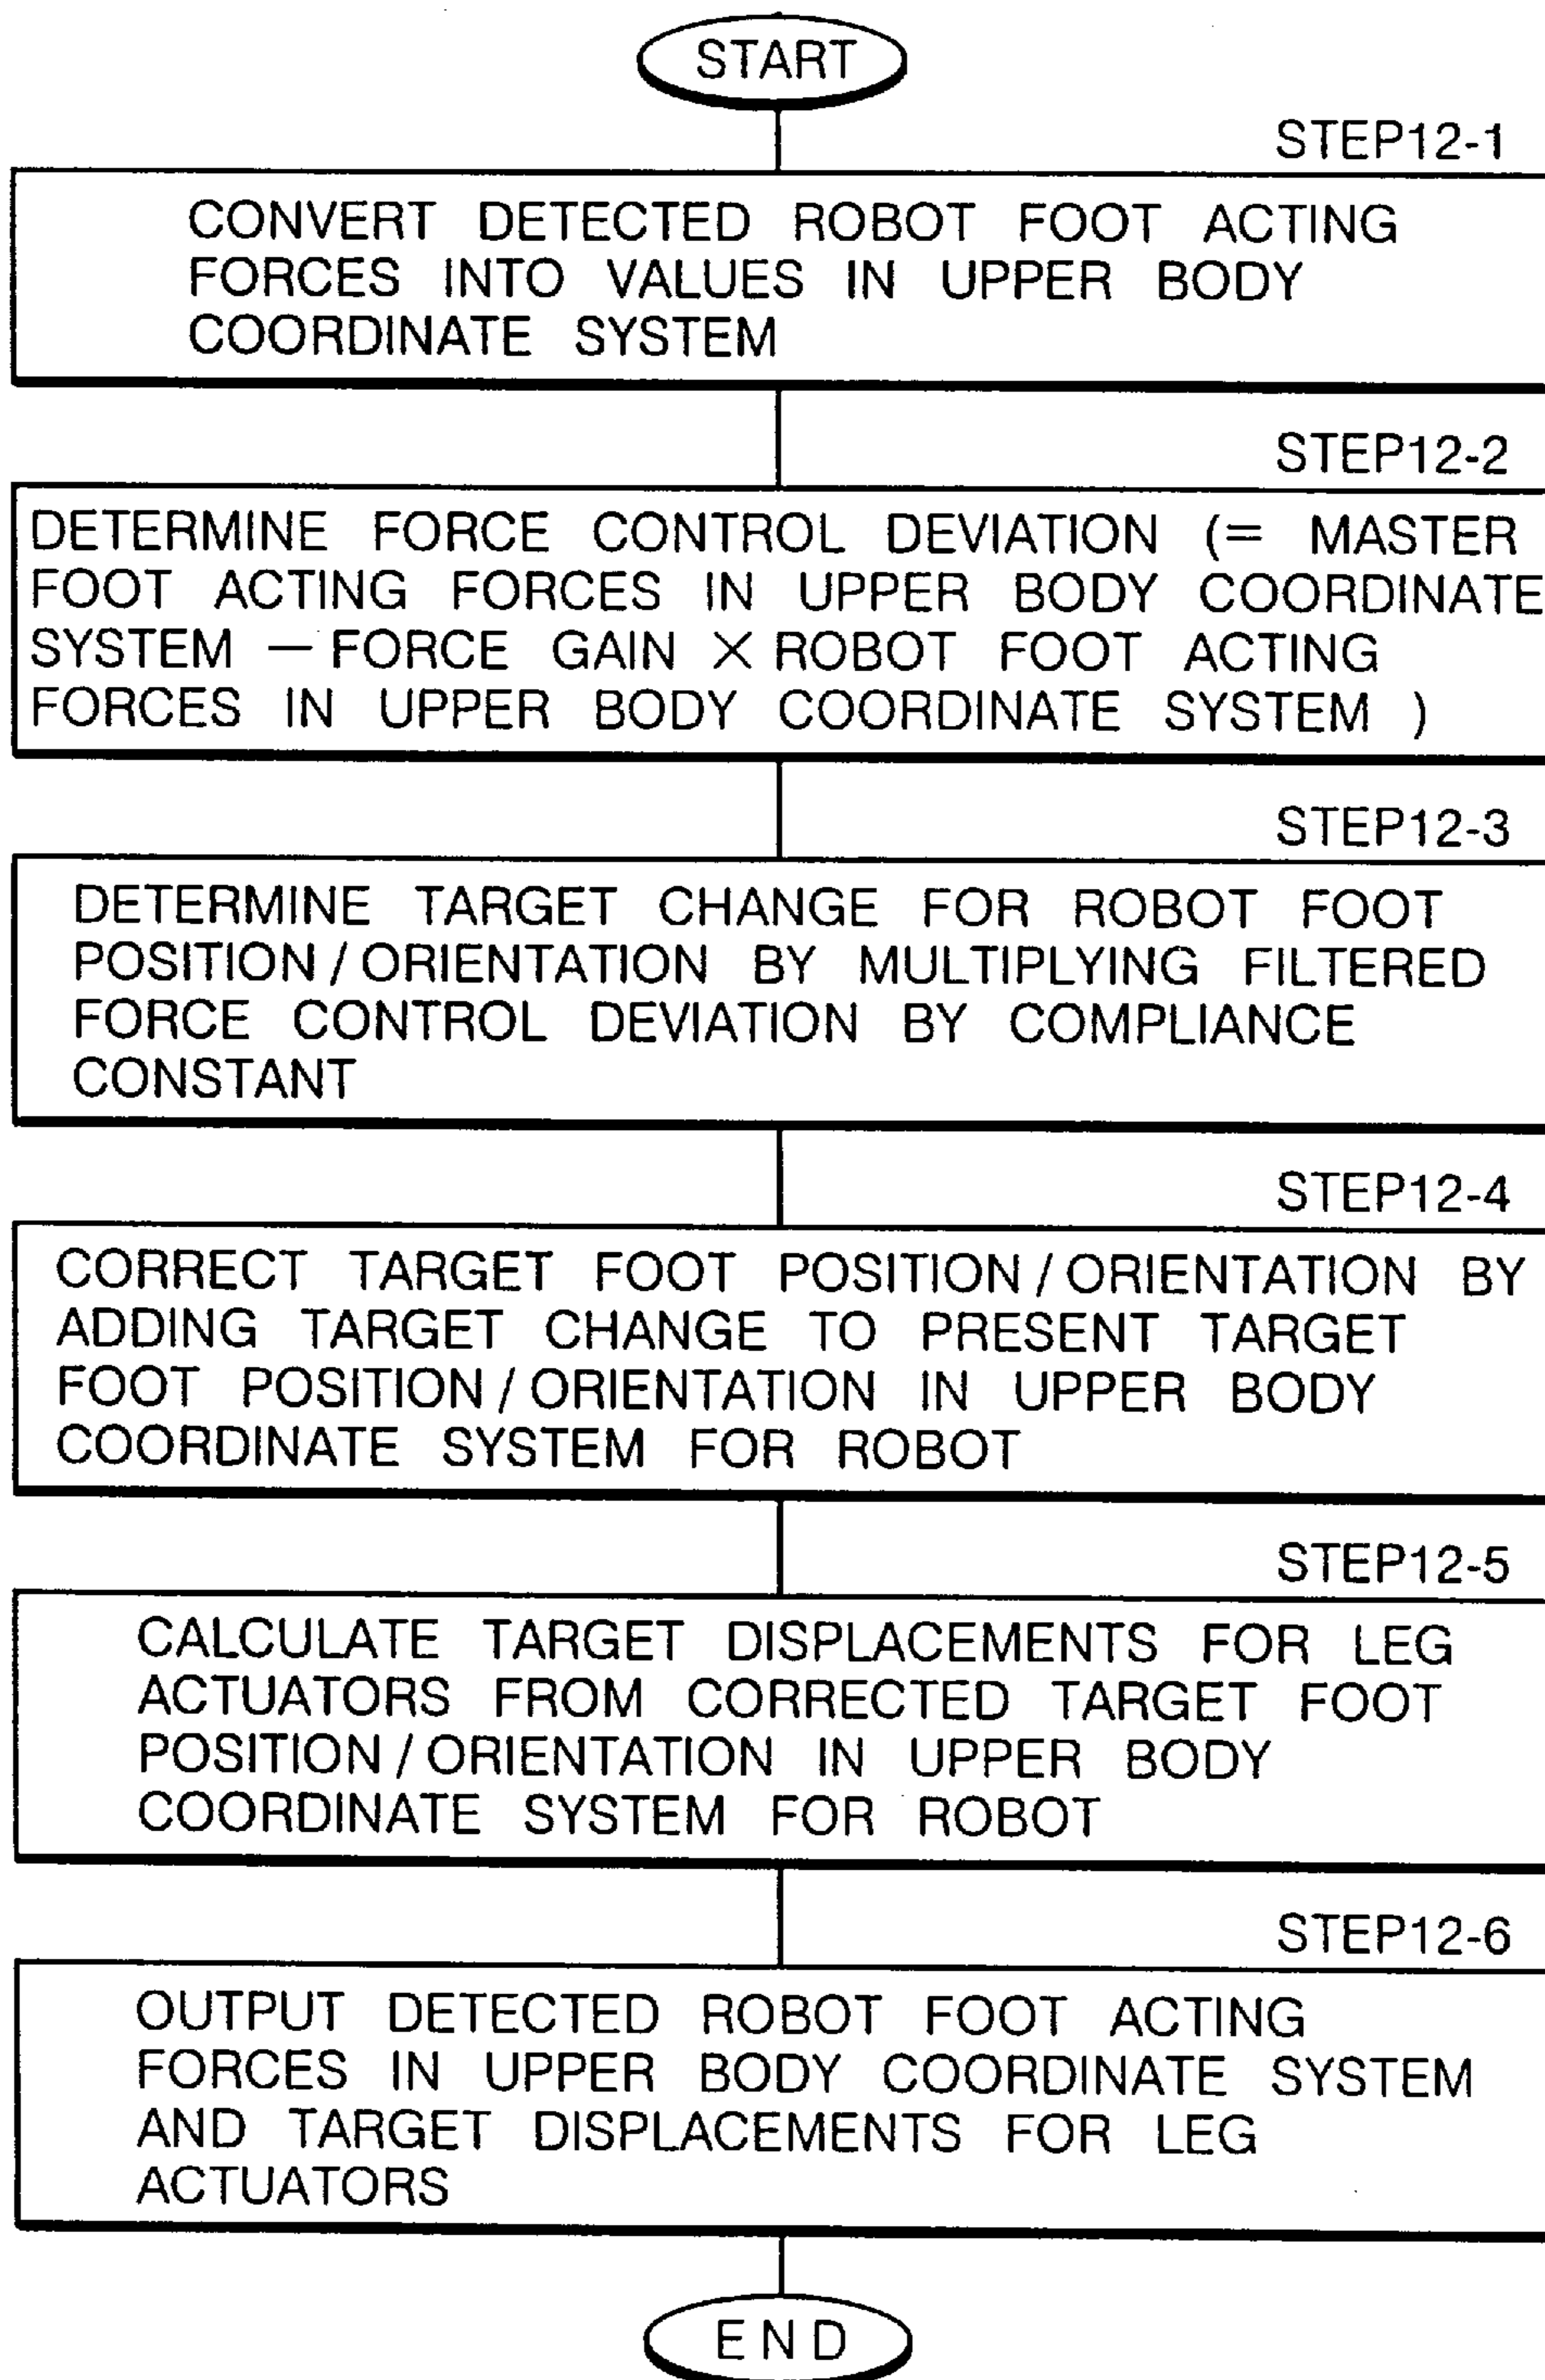 START
STEP12-1
CONVERT DETECTED ROBOT FOOT ACTING
FORCES INTO VALUES IN UPPER BODY
COORDINATE SYSTEM
STEP12-2
DETERMINE FORCE CONTROL DEVIATION (= MASTER
FOOT ACTING FORCES IN UPPER BODY COORDINATE
SYSTEM — FORCE GAIN × ROBOT FOOT ACTING
FORCES IN UPPER BODY COORDINATE SYSTEM )
STEP12-3
DETERMINE TARGET CHANGE FOR ROBOT FOOT
POSITION / ORIENTATION BY MULTIPLYING FILTERED
FORCE CONTROL DEVIATION BY COMPLIANCE
CONSTANT
STEP12-4
CORRECT TARGET FOOT POSITION / ORIENTATION BY
ADDING TARGET CHANGE TO PRESENT TARGET
FOOT POSITION / ORIENTATION IN UPPER BODY
COORDINATE SYSTEM FOR ROBOT
STEP12-5
CALCULATE TARGET DISPLACEMENTS FOR LEG
ACTUATORS FROM CORRECTED TARGET FOOT
POSITION / ORIENTATION IN UPPER BODY
COORDINATE SYSTEM FOR ROBOT
STEP12-6
OUTPUT DETECTED ROBOT FOOT ACTING
FORCES IN UPPER BODY COORDINATE SYSTEM
AND TARGET DISPLACEMENTS FOR LEG
ACTUATORS
END